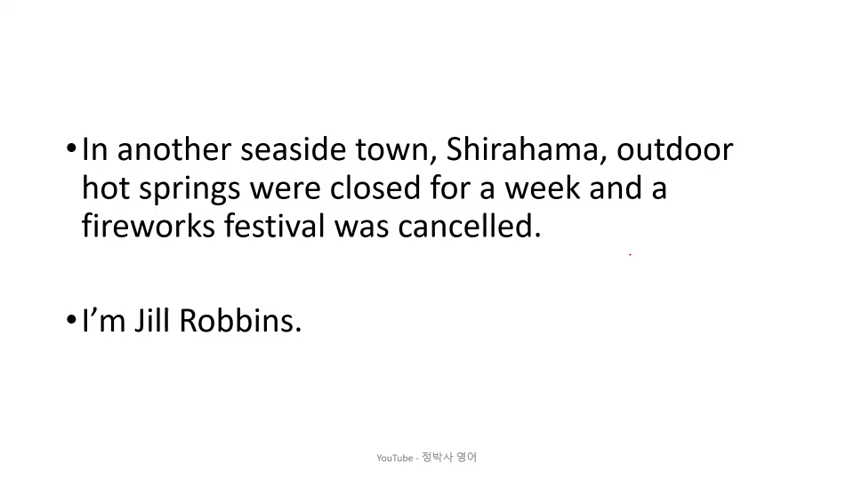 •In another seaside town, Shirahama, outdoor
hot springs were closed for a week and a
fireworks festival was cancelled.
•I’m Jill Robbins.
YouTube - 정박사 영어